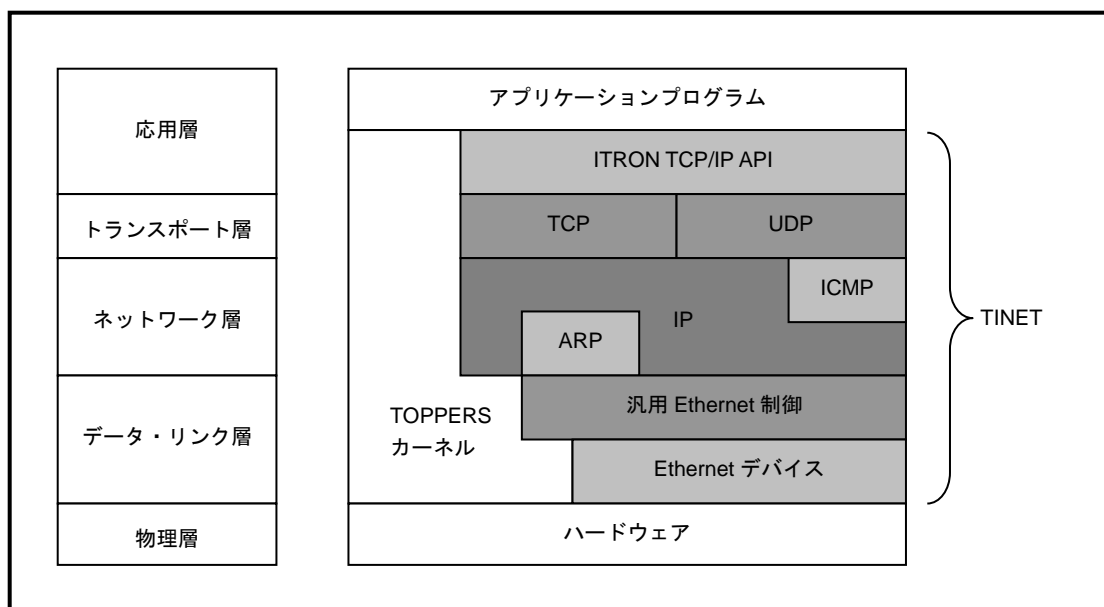 応用層
トランスポート層
ネットワーク層
データ・リンク層
物理層
アプリケーションプログラム
ITRON TCP/IP API
TCP
UDP
ICMP
IP
ARP
TOPPERS
カーネル
汎用 Ethernet 制御
Ethernet デバイス
ハードウェア
TINET